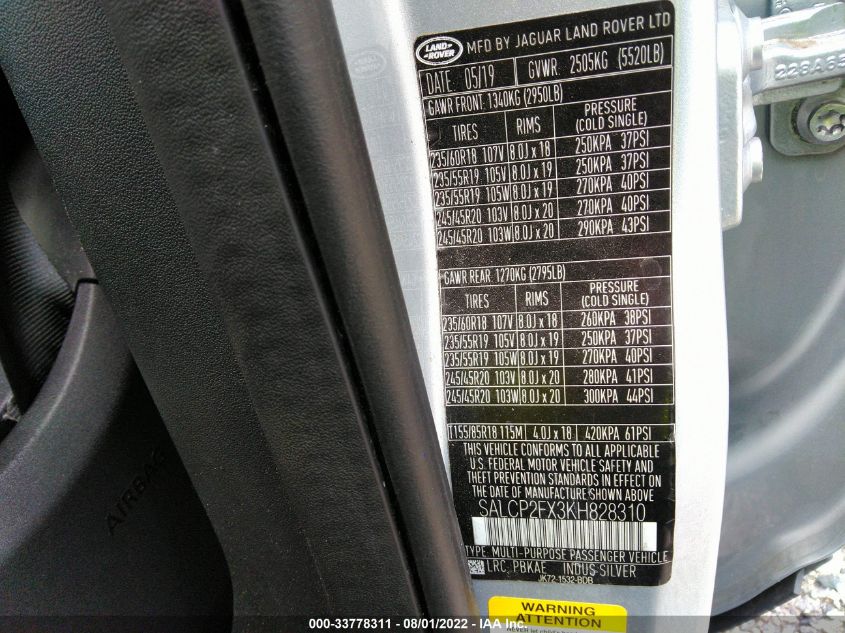 LAND ROVER
MFD BY JAGUAR LAND ROVER LTD
DATE: 05/19 GVWR: 2505KG (5520LB)
GAWR FRONT: 1340KG (2950LB)
TIRES RIMS PRESSURE (COLD SINGLE)
235/60R18 107V 8.0J x 18 250KPA 37PSI
235/55R19 105V 8.0J x 19 250KPA 37PSI
235/55R19 105W 8.0J x 19 270KPA 40PSI
245/45R20 103V 8.0J x 20 270KPA 40PSI
245/45R20 103W 8.0J x 20 290KPA 43PSI
GAWR REAR: 1270KG (2795LB)
TIRES RIMS PRESSURE (COLD SINGLE)
235/60R18 107V 8.0J x 18 260KPA 38PSI
235/55R19 105V 8.0J x 19 250KPA 37PSI
235/55R19 105W 8.0J x 19 270KPA 40PSI
245/45R20 103V 8.0J x 20 280KPA 41PSI
245/45R20 103W 8.0J x 20 300KPA 44PSI
T155/85R18 115M 4.0J x 18 420KPA 61PSI
THIS VEHICLE CONFORMS TO ALL APPLICABLE
U.S. FEDERAL MOTOR VEHICLE SAFETY AND
THEFT PREVENTION STANDARDS IN EFFECT ON
THE DATE OF MANUFACTURE SHOWN ABOVE
SALCP2FX3KH828310
TYPE: MULTI-PURPOSE PASSENGER VEHICLE
LRC, PBKAE INDUS SILVER
JK72-1532-BDB
WARNING
ATTENTION
AIRBAG
000-33778311 - 08/01/2022 - IAA Inc.